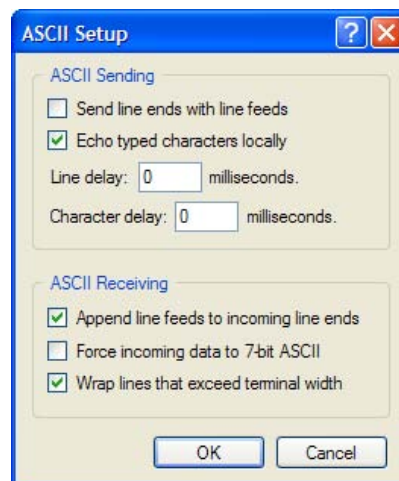 ASCII Setup
ASCII Sending
Send line ends with line feeds
Echo typed characters locally
Line delay: 0 milliseconds.
Character delay: 0 milliseconds.
ASCII Receiving
Append line feeds to incoming line ends
Force incoming data to 7-bit ASCII
Wrap lines that exceed terminal width
OK Cancel